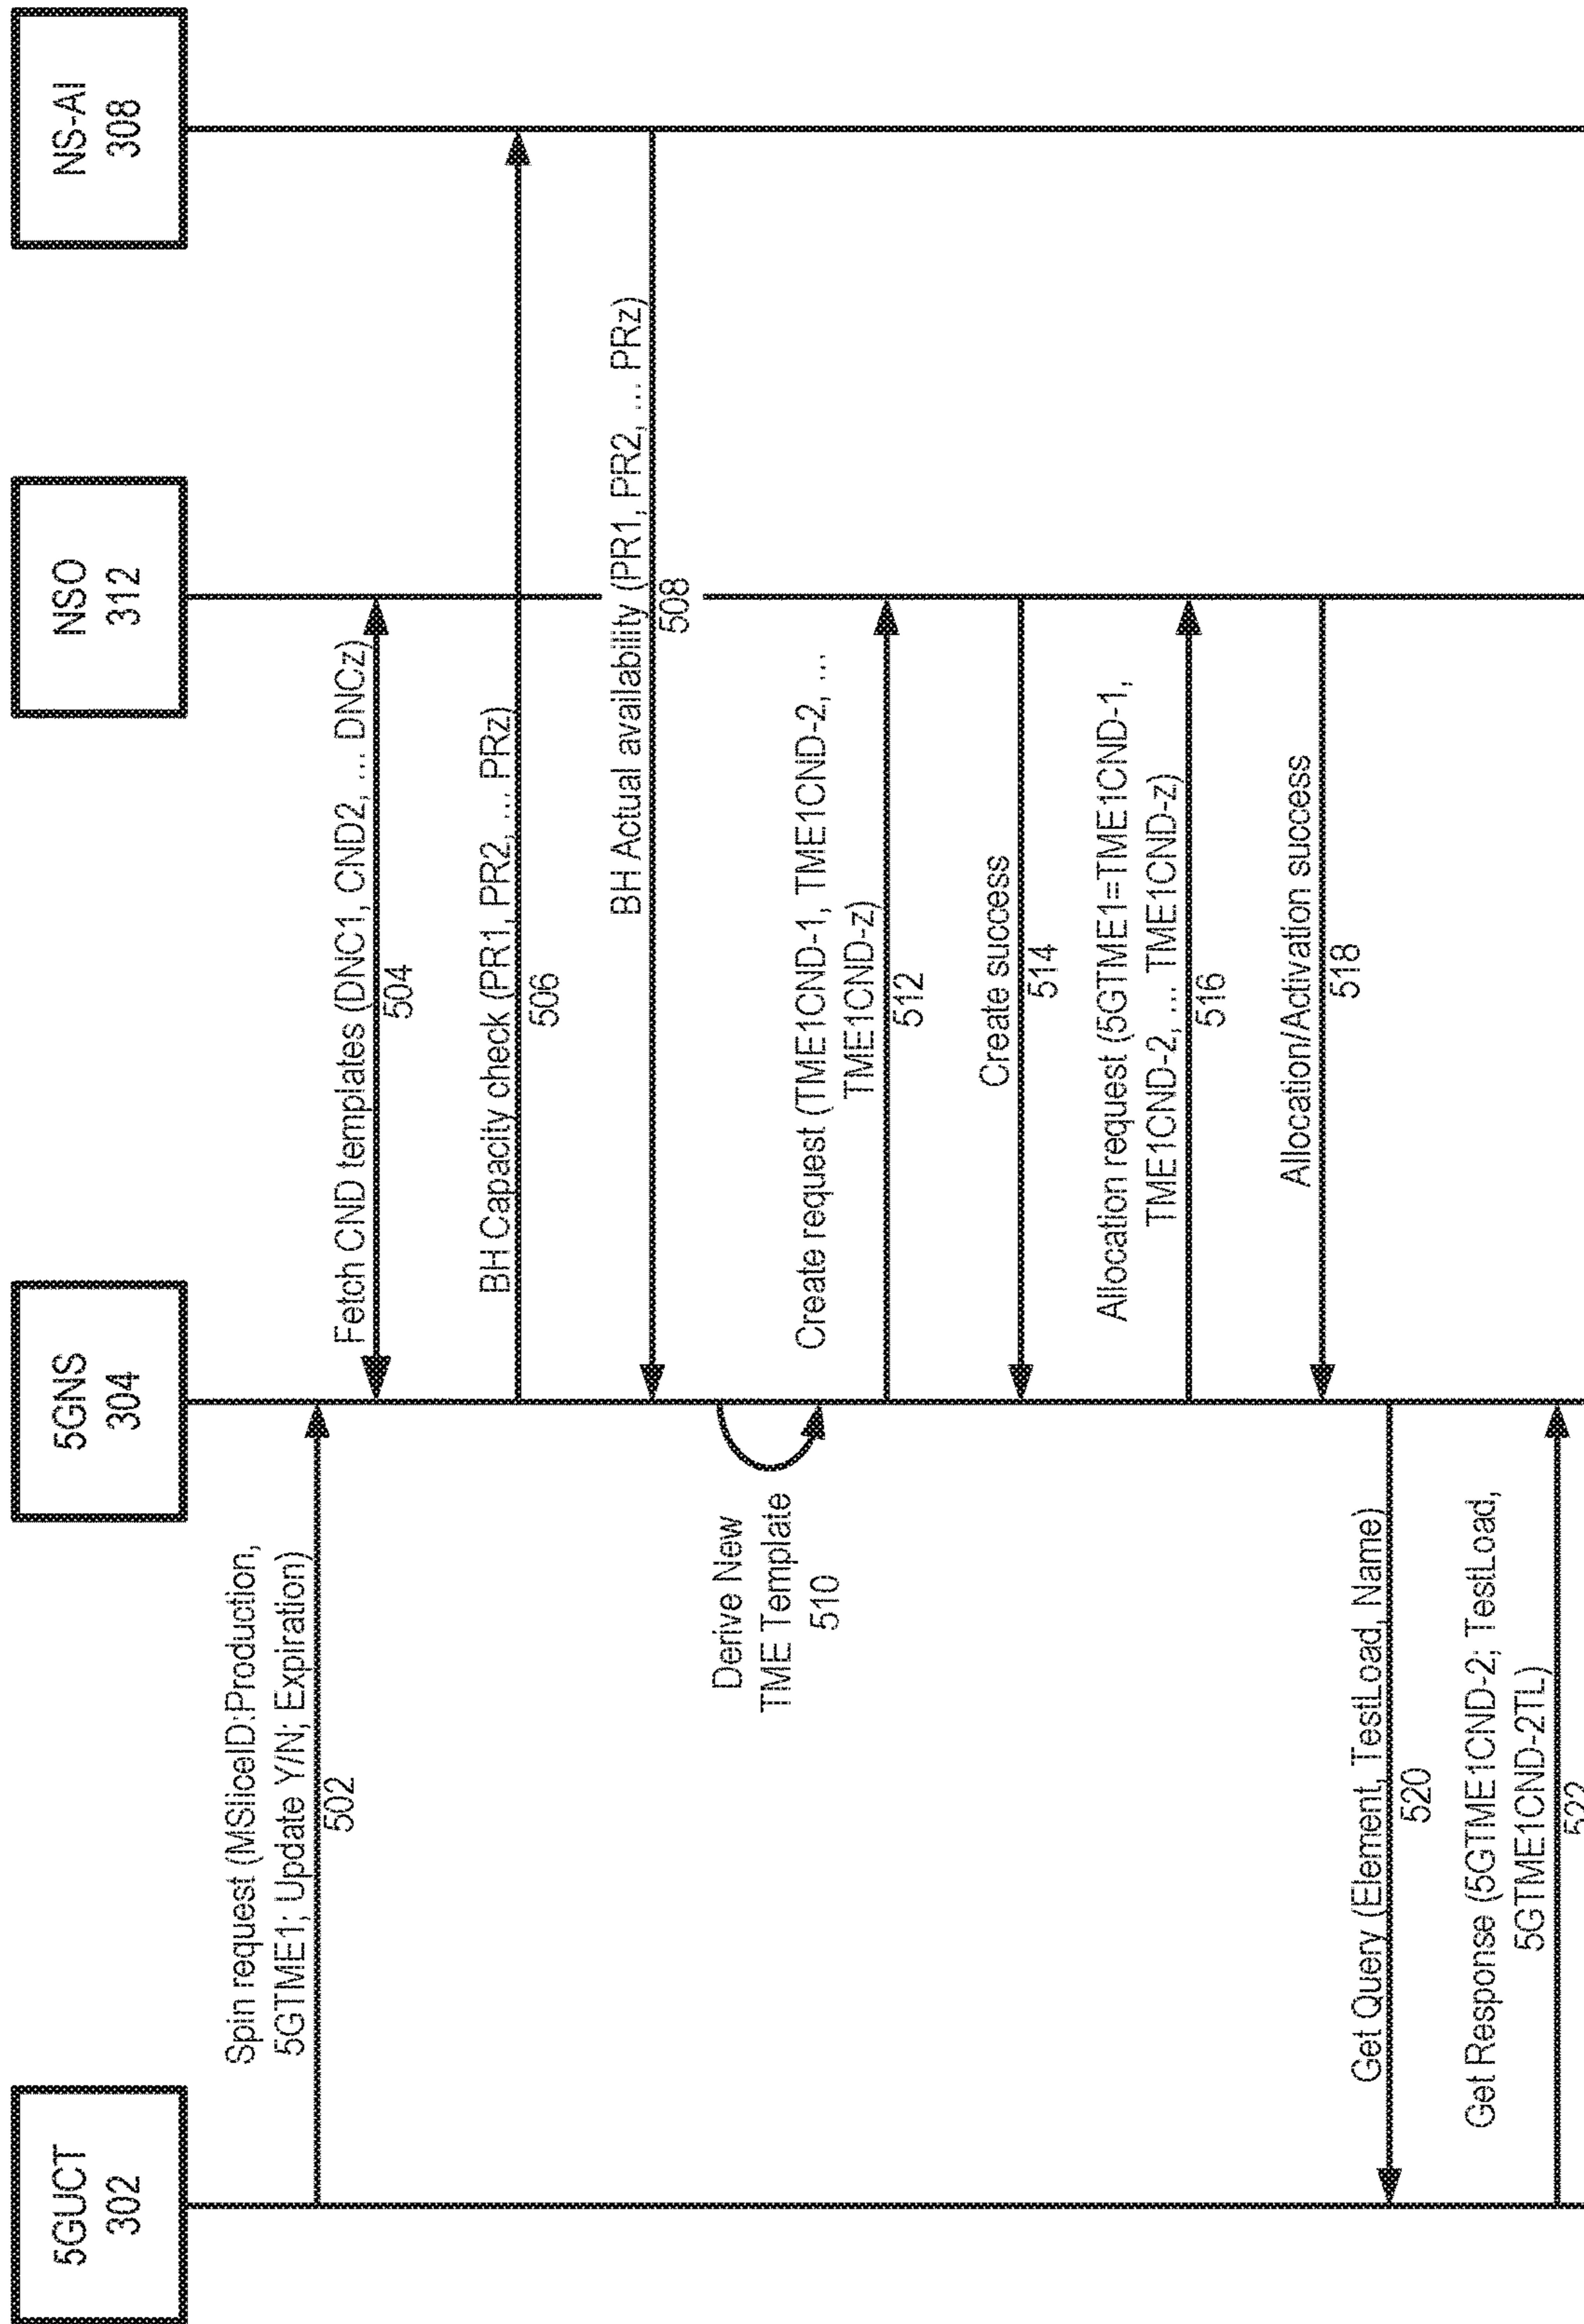 5GUCT
302
5GNS
304
NSO
312
NS-AI
308
Spin request (MSliceID:Production,
5GTME1; Update Y/N; Expiration)
502
Fetch CND templates (DNC1, CND2, ... DNCz)
504
BH Capacity check (PR1, PR2, ... PRz)
506
BH Actual availability (PR1, PR2, ... PRz)
508
Derive New
TME Template
510
Create request (TME1CND-1, TME1CND-2, ...
TME1CND-z)
512
Create success
514
Allocation request (5GTME1=TME1CND-1,
TME1CND-2, ... TME1CND-z)
516
Allocation/Activation success
518
Get Query (Element, TestLoad, Name)
520
Get Response (5GTME1CND-2; TestLoad,
5GTME1CND-2TL)
522